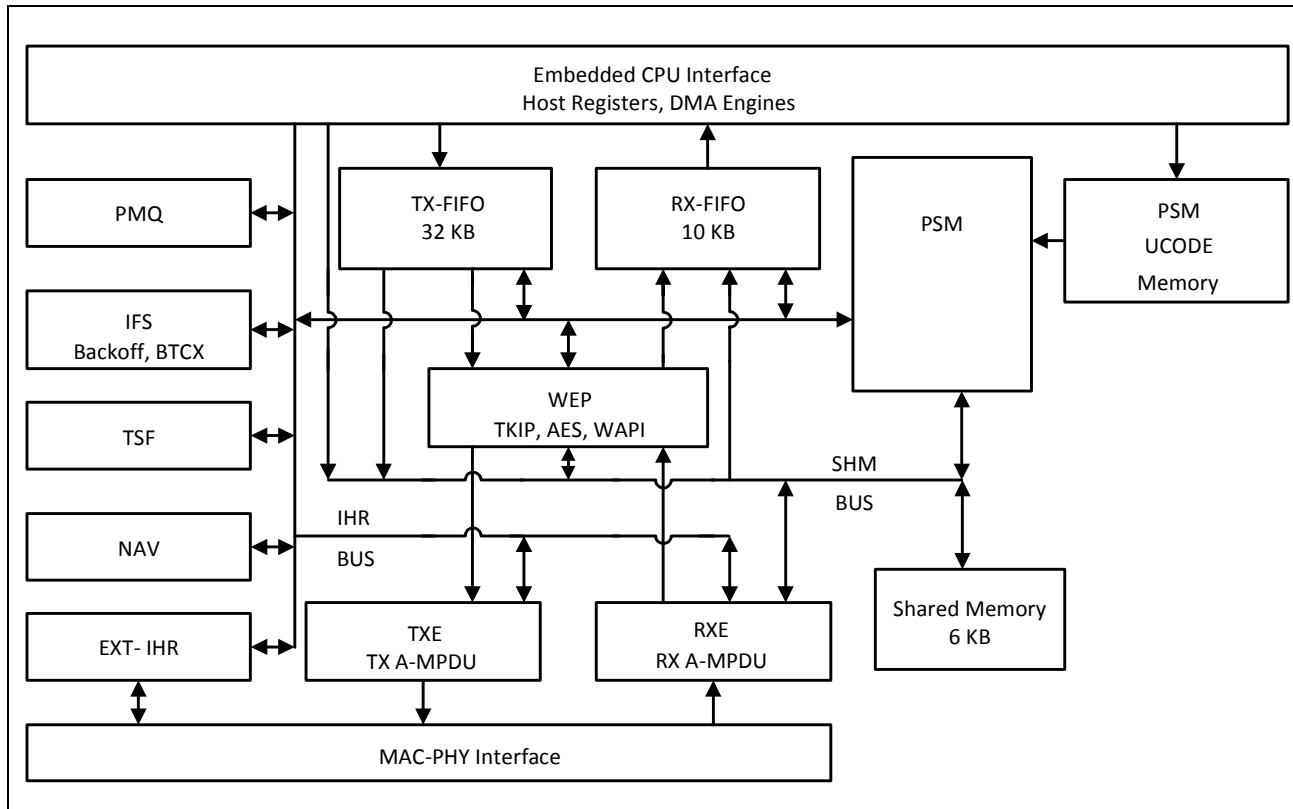 Embedded CPU Interface
Host Registers, DMA Engines
PMQ
TX-FIFO
32 KB
RX-FIFO
10 KB
PSM
PSM
UCODE
Memory
IFS
Backoff, BTCX
WEP
TKIP, AES, WAPI
TSF
SHM
BUS
IHR
BUS
NAV
Shared Memory
6 KB
EXT- IHR
TXE
TX A-MPDU
RXE
RX A-MPDU
MAC-PHY Interface